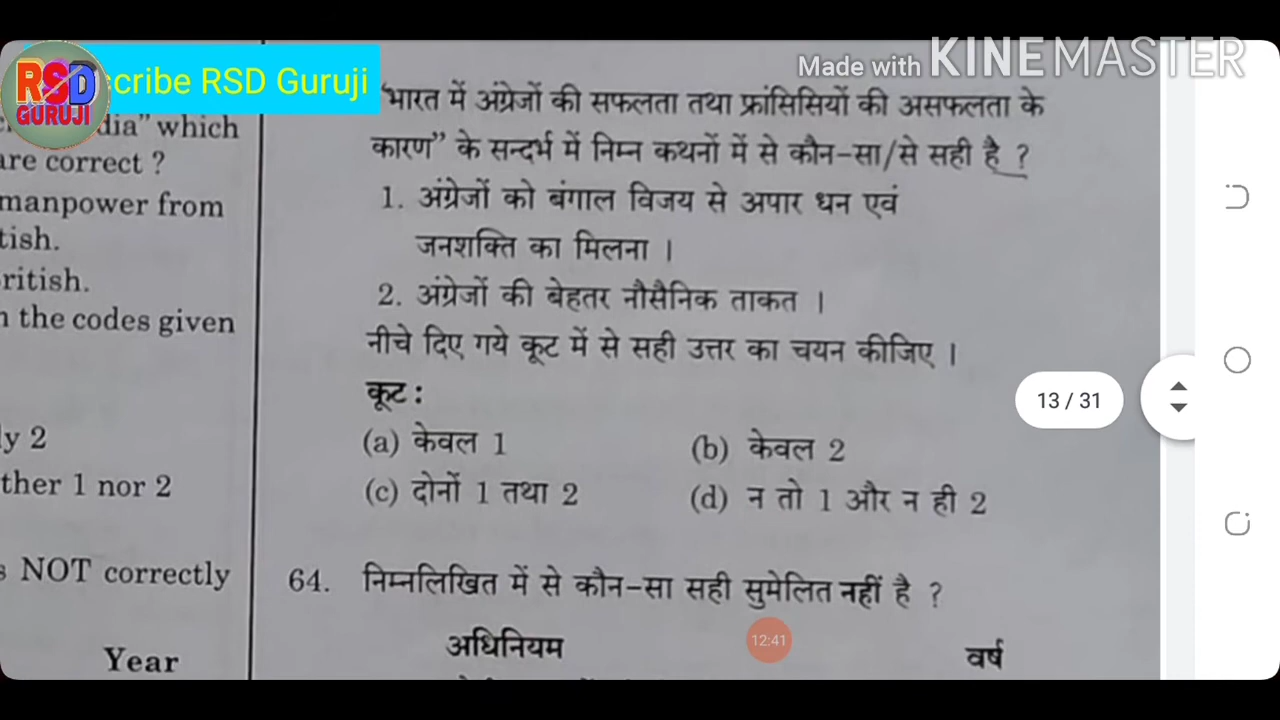 Made with KINEMASTER
RSD
GURUJI
cribe RSD Guruji
dia" which
are correct ?
manpower from
tish.
ritish.
n the codes given
ly 2
ther 1 nor 2
s NOT correctly
Year
"भारत में अंग्रेजों की सफलता तथा फ्रांसिसियों की असफलता के
कारण" के सन्दर्भ में निम्न कथनों में से कौन-सा/से सही है ?
1. अंग्रेजों को बंगाल विजय से अपार धन एवं
जनशक्ति का मिलना ।
2. अंग्रेजों की बेहतर नौसैनिक ताकत ।
नीचे दिए गये कूट में से सही उत्तर का चयन कीजिए ।
कूट :
(a) केवल 1 (b) केवल 2
(c) दोनों 1 तथा 2 (d) न तो 1 और न ही 2
64. निम्नलिखित में से कौन-सा सही सुमेलित नहीं है ?
अधिनियम वर्ष
13 / 31
12:41